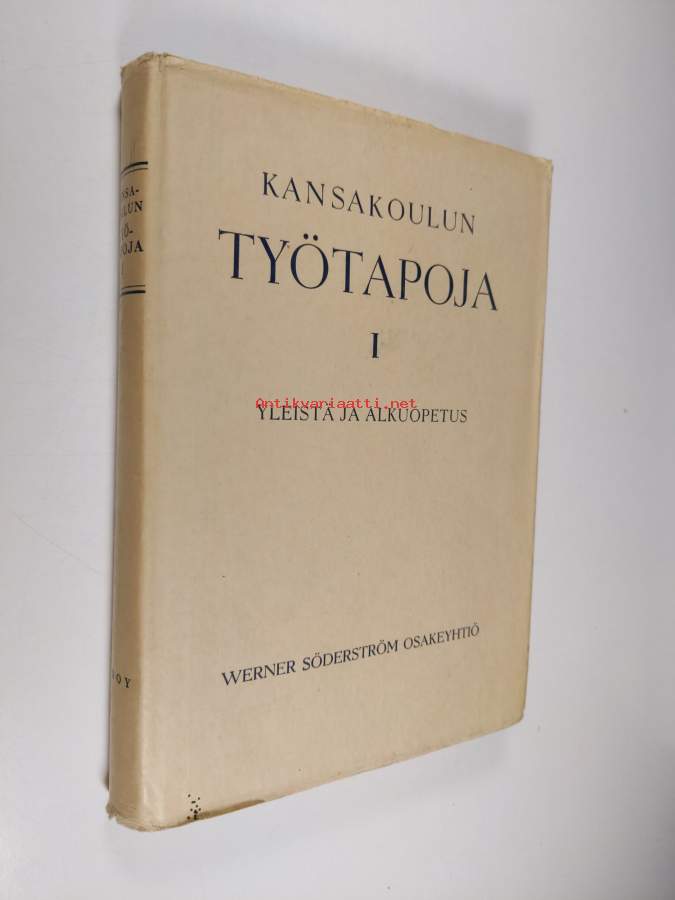 KANSAKOULUN
TYÖTAPOJA
I
Antikvariaatti.net
YLEISTÄ JA ALKUOPETUS
WERNER SÖDERSTRÖM OSAKEYHTIÖ